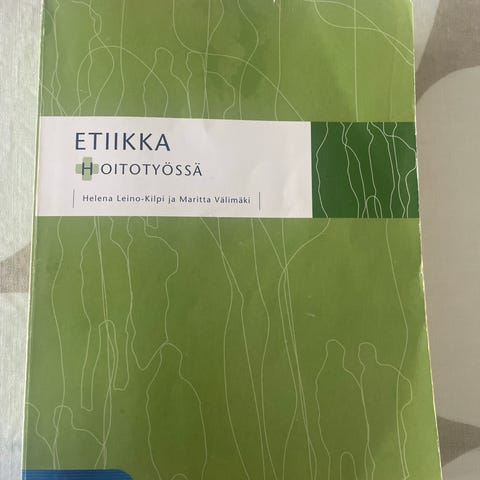 ETIIKKA
HOITOTYÖSSÄ
Helena Leino-Kilpi ja Maritta Välimäki